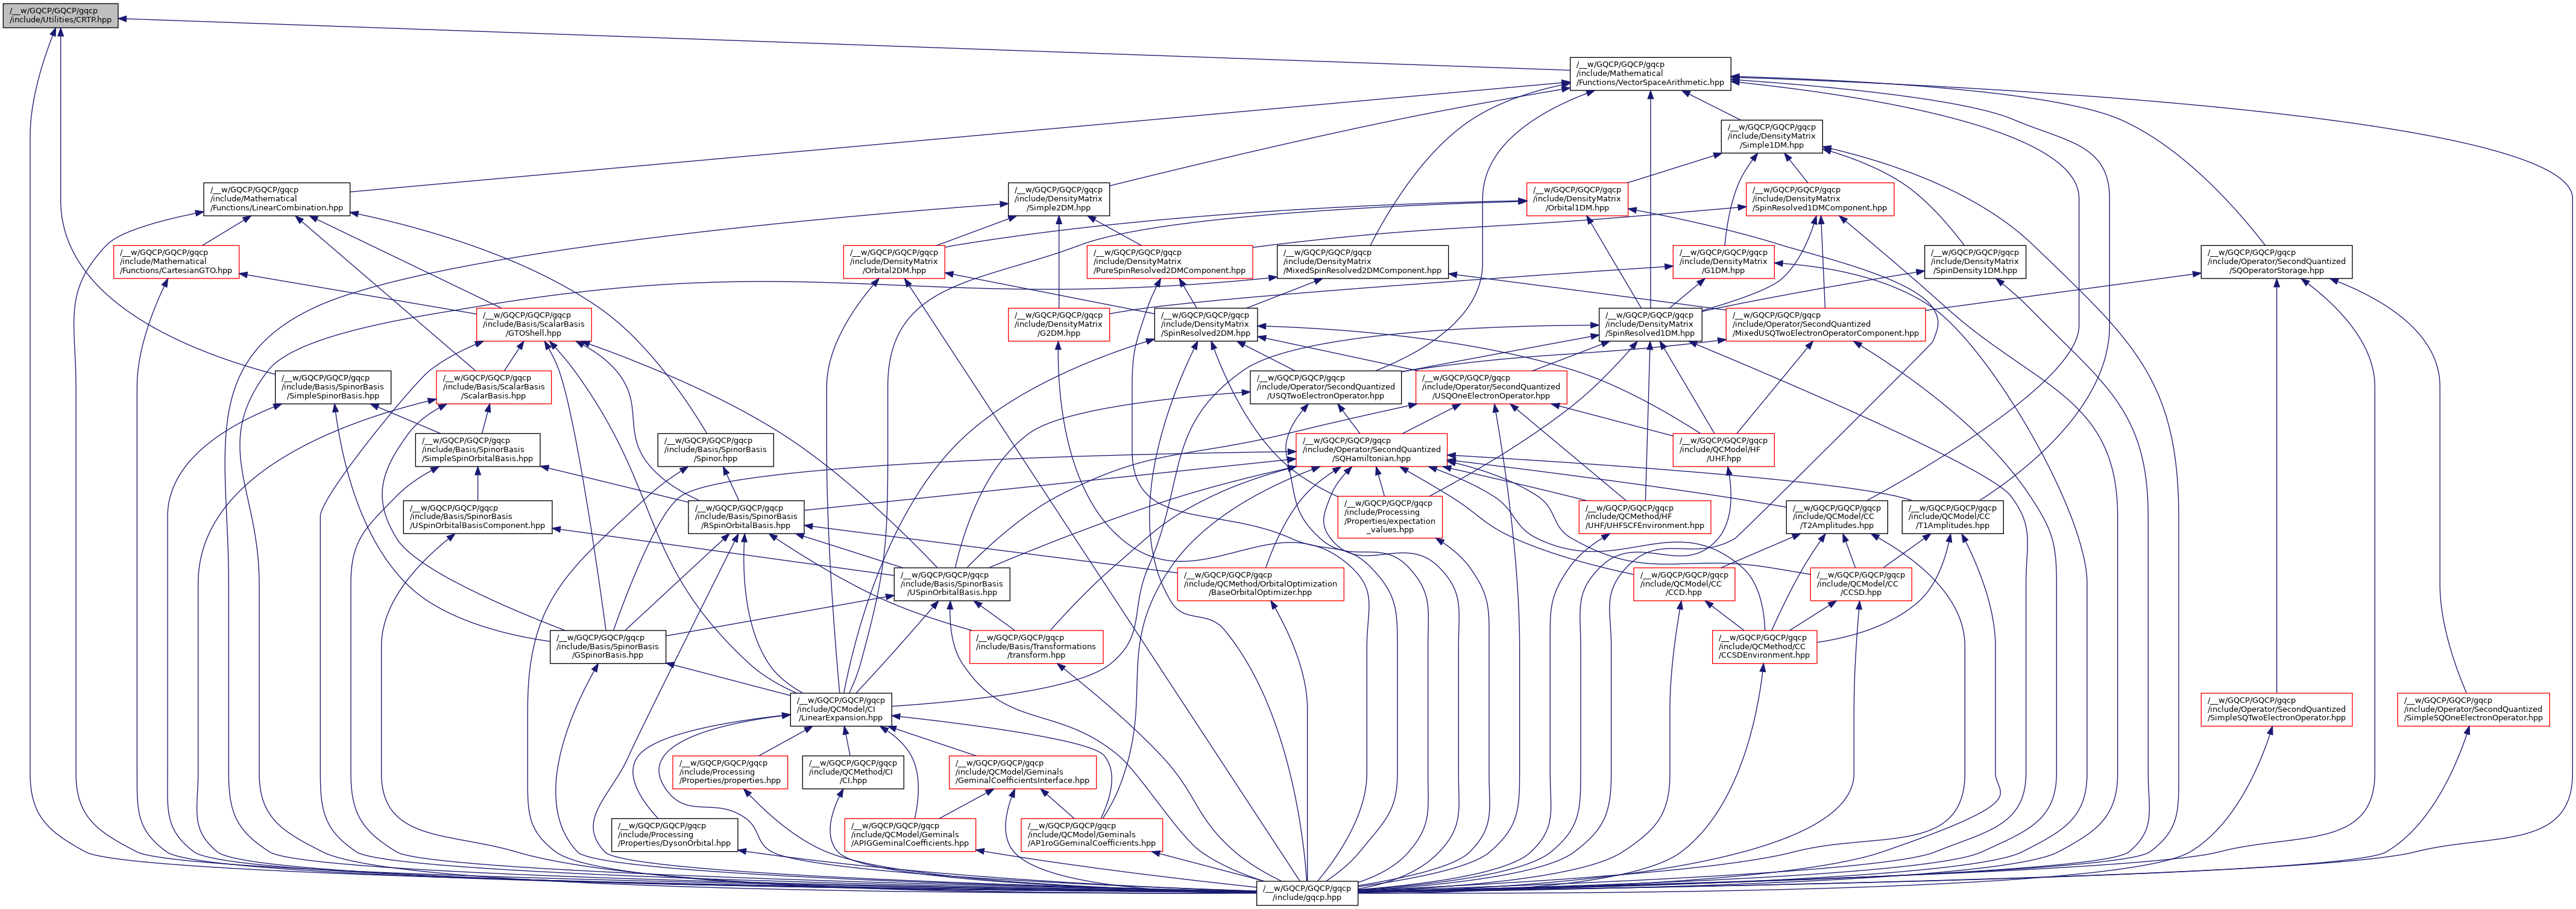 /__w/GQCP/GQCP/gqcp
/include/Utilities/CRTP.hpp
/__w/GQCP/GQCP/gqcp
/include/Mathematical
/Functions/VectorSpaceArithmetic.hpp
/__w/GQCP/GQCP/gqcp
/include/DensityMatrix
/Simple1DM.hpp
/__w/GQCP/GQCP/gqcp
/include/Mathematical
/Functions/LinearCombination.hpp
/__w/GQCP/GQCP/gqcp
/include/DensityMatrix
/Simple2DM.hpp
/__w/GQCP/GQCP/gqcp
/include/DensityMatrix
/Orbital1DM.hpp
/__w/GQCP/GQCP/gqcp
/include/DensityMatrix
/SpinResolved1DMComponent.hpp
/__w/GQCP/GQCP/gqcp
/include/Mathematical
/Functions/CartesianGTO.hpp
/__w/GQCP/GQCP/gqcp
/include/DensityMatrix
/Orbital2DM.hpp
/__w/GQCP/GQCP/gqcp
/include/DensityMatrix
/PureSpinResolved2DMComponent.hpp
/__w/GQCP/GQCP/gqcp
/include/DensityMatrix
/MixedSpinResolved2DMComponent.hpp
/__w/GQCP/GQCP/gqcp
/include/DensityMatrix
/G1DM.hpp
/__w/GQCP/GQCP/gqcp
/include/DensityMatrix
/SpinDensity1DM.hpp
/__w/GQCP/GQCP/gqcp
/include/Operator/SecondQuantized
/SQOperatorStorage.hpp
/__w/GQCP/GQCP/gqcp
/include/Basis/ScalarBasis
/GTOShell.hpp
/__w/GQCP/GQCP/gqcp
/include/DensityMatrix
/G2DM.hpp
/__w/GQCP/GQCP/gqcp
/include/DensityMatrix
/SpinResolved2DM.hpp
/__w/GQCP/GQCP/gqcp
/include/DensityMatrix
/SpinResolved1DM.hpp
/__w/GQCP/GQCP/gqcp
/include/Operator/SecondQuantized
/MixedUSQTwoElectronOperatorComponent.hpp
/__w/GQCP/GQCP/gqcp
/include/Basis/SpinorBasis
/SimpleSpinorBasis.hpp
/__w/GQCP/GQCP/gqcp
/include/Basis/ScalarBasis
/ScalarBasis.hpp
/__w/GQCP/GQCP/gqcp
/include/Operator/SecondQuantized
/USQTwoElectronOperator.hpp
/__w/GQCP/GQCP/gqcp
/include/Operator/SecondQuantized
/USQOneElectronOperator.hpp
/__w/GQCP/GQCP/gqcp
/include/Basis/SpinorBasis
/SimpleSpinOrbitalBasis.hpp
/__w/GQCP/GQCP/gqcp
/include/Basis/SpinorBasis
/Spinor.hpp
/__w/GQCP/GQCP/gqcp
/include/Operator/SecondQuantized
/SQHamiltonian.hpp
/__w/GQCP/GQCP/gqcp
/include/QCModel/HF
/UHF.hpp
/__w/GQCP/GQCP/gqcp
/include/Basis/SpinorBasis
/USpinOrbitalBasisComponent.hpp
/__w/GQCP/GQCP/gqcp
/include/Basis/SpinorBasis
/RSpinOrbitalBasis.hpp
/__w/GQCP/GQCP/gqcp
/include/Processing
/Properties/expectation
_values.hpp
/__w/GQCP/GQCP/gqcp
/include/QCMethod/HF
/UHF/UHFSCFEnvironment.hpp
/__w/GQCP/GQCP/gqcp
/include/QCModel/CC
/T2Amplitudes.hpp
/__w/GQCP/GQCP/gqcp
/include/QCModel/CC
/T1Amplitudes.hpp
/__w/GQCP/GQCP/gqcp
/include/Basis/SpinorBasis
/USpinOrbitalBasis.hpp
/__w/GQCP/GQCP/gqcp
/include/QCMethod/OrbitalOptimization
/BaseOrbitalOptimizer.hpp
/__w/GQCP/GQCP/gqcp
/include/QCModel/CC
/CCD.hpp
/__w/GQCP/GQCP/gqcp
/include/QCModel/CC
/CCSD.hpp
/__w/GQCP/GQCP/gqcp
/include/Basis/SpinorBasis
/GSpinorBasis.hpp
/__w/GQCP/GQCP/gqcp
/include/Basis/Transformations
/transform.hpp
/__w/GQCP/GQCP/gqcp
/include/QCMethod/CC
/CCSDEnvironment.hpp
/__w/GQCP/GQCP/gqcp
/include/QCModel/CI
/LinearExpansion.hpp
/__w/GQCP/GQCP/gqcp
/include/Operator/SecondQuantized
/SimpleSQTwoElectronOperator.hpp
/__w/GQCP/GQCP/gqcp
/include/Operator/SecondQuantized
/SimpleSQOneElectronOperator.hpp
/__w/GQCP/GQCP/gqcp
/include/Processing
/Properties/properties.hpp
/__w/GQCP/GQCP/gqcp
/include/QCMethod/CI
/CI.hpp
/__w/GQCP/GQCP/gqcp
/include/QCModel/Geminals
/GeminalCoefficientsInterface.hpp
/__w/GQCP/GQCP/gqcp
/include/Processing
/Properties/DysonOrbital.hpp
/__w/GQCP/GQCP/gqcp
/include/QCModel/Geminals
/APIGGeminalCoefficients.hpp
/__w/GQCP/GQCP/gqcp
/include/QCModel/Geminals
/AP1roGGeminalCoefficients.hpp
/__w/GQCP/GQCP/gqcp
/include/gqcp.hpp